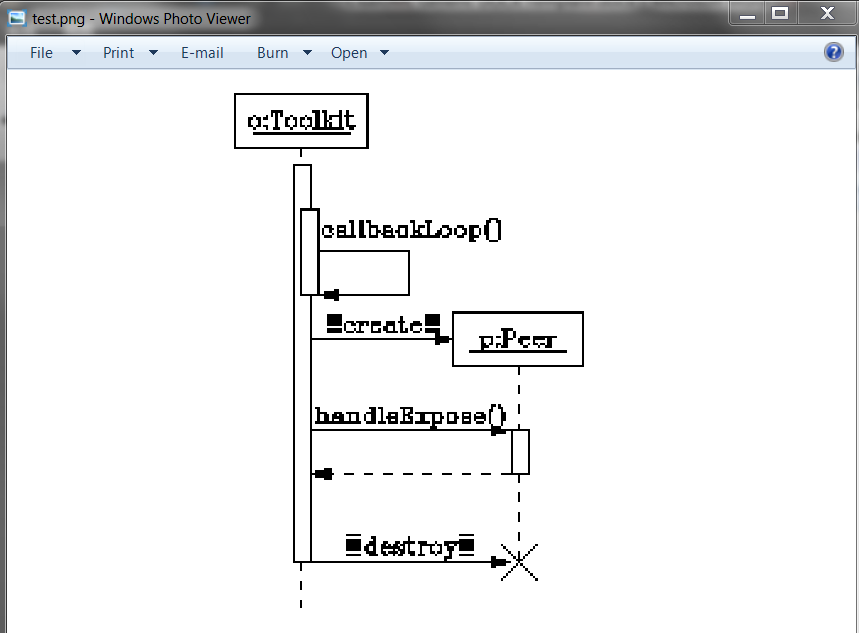 test.png - Windows Photo Viewer
File Print E-mail Burn Open
o:Toolkit
callbackLoop()
create
p:Peer
handleExpose()
destroy